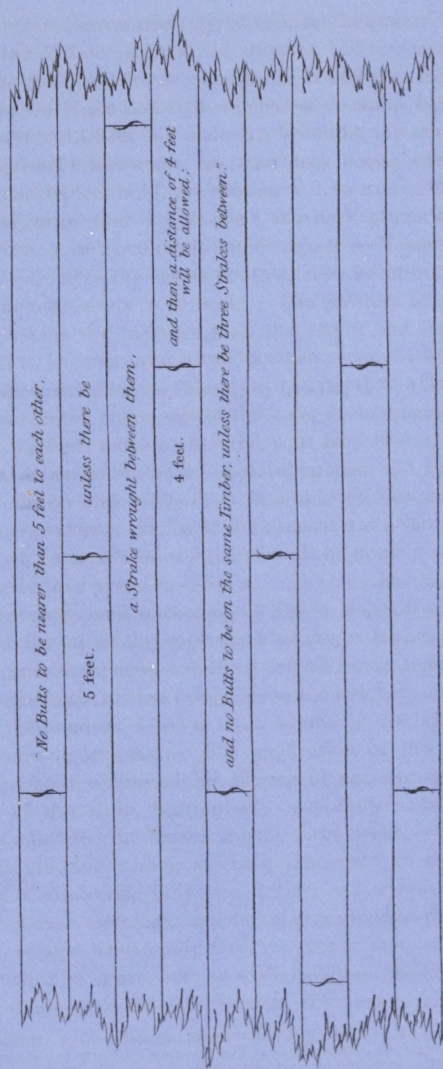 "No Butts to be nearer than 5 feet to each other,
5 feet. unless there be
a Strake wrought between them,
4 feet. and then a distance of 4 feet
will be allowed:
and no Butts to be on the same Timber, unless there be three Strakes between."